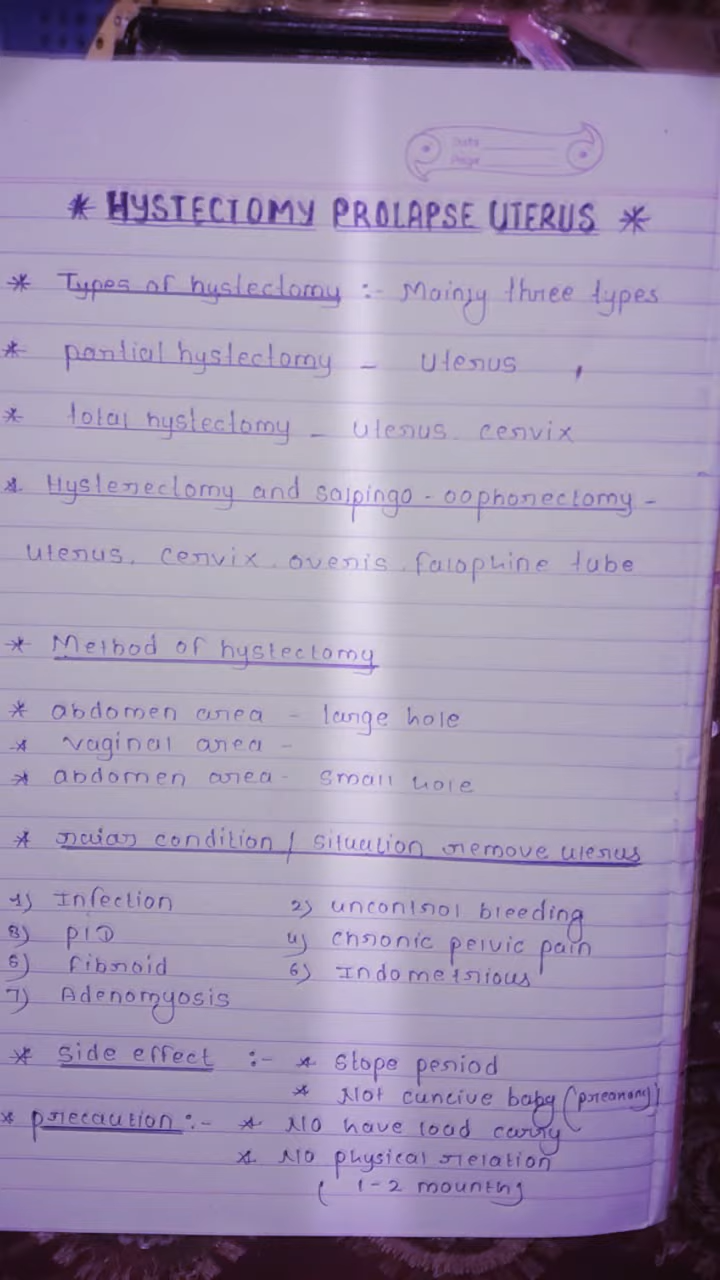 Date
Page
* HYSTECTOMY PROLAPSE UTERUS *
* Types of hystectomy :- Mainjy three types
* partial hystectomy - Uterus ,
* total hystectomy - uterus. cervix
* Hysterectomy and salpingo - oophorectomy -
uterus. cervix. overis. falophine tube
* Method of hystectomy
* abdomen area - large hole
* vaginal area -
* abdomen area - small hole
* condition / situation remove uterus
1) Infection 2) uncontrol bleeding
3) PID 4) chronic pelvic pain
5) fibroid 6) Indometrious
7) Adenomyosis
* side effect :- * stope period
* Not cuncive baby
* precaution :- * No have load carry
* No physical relation
( 1-2 mounth)